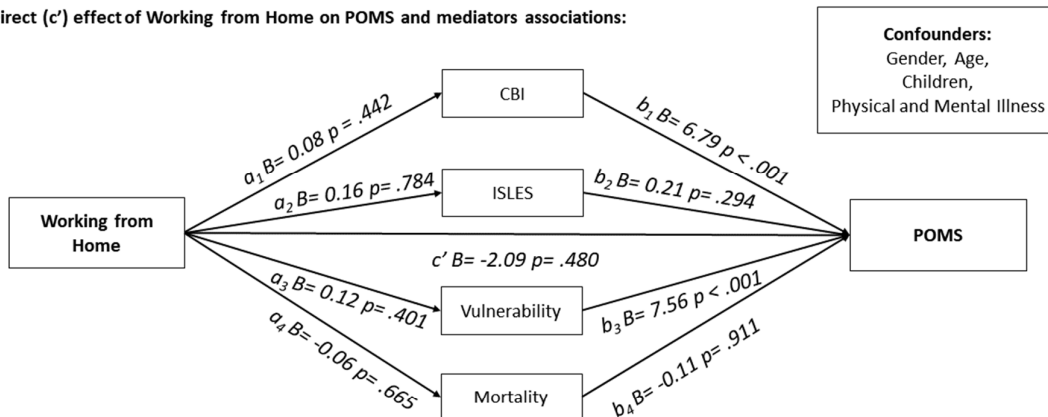 irect (c’) effect of Working from Home on POMS and mediators associations:
Confounders:
Gender, Age,
Children,
Physical and Mental Illness
CBI
a₁ B= 0.08 p = .442
b₁ B= 6.79 p < .001
ISLES
a₂ B= 0.16 p= .784
b₂ B= 0.21 p= .294
Working from
Home
POMS
c’ B= -2.09 p= .480
a₃ B= 0.12 p= .401
Vulnerability
b₃ B= 7.56 p < .001
a₄ B= -0.06 p= .665
Mortality
b₄ B= -0.11 p= .911